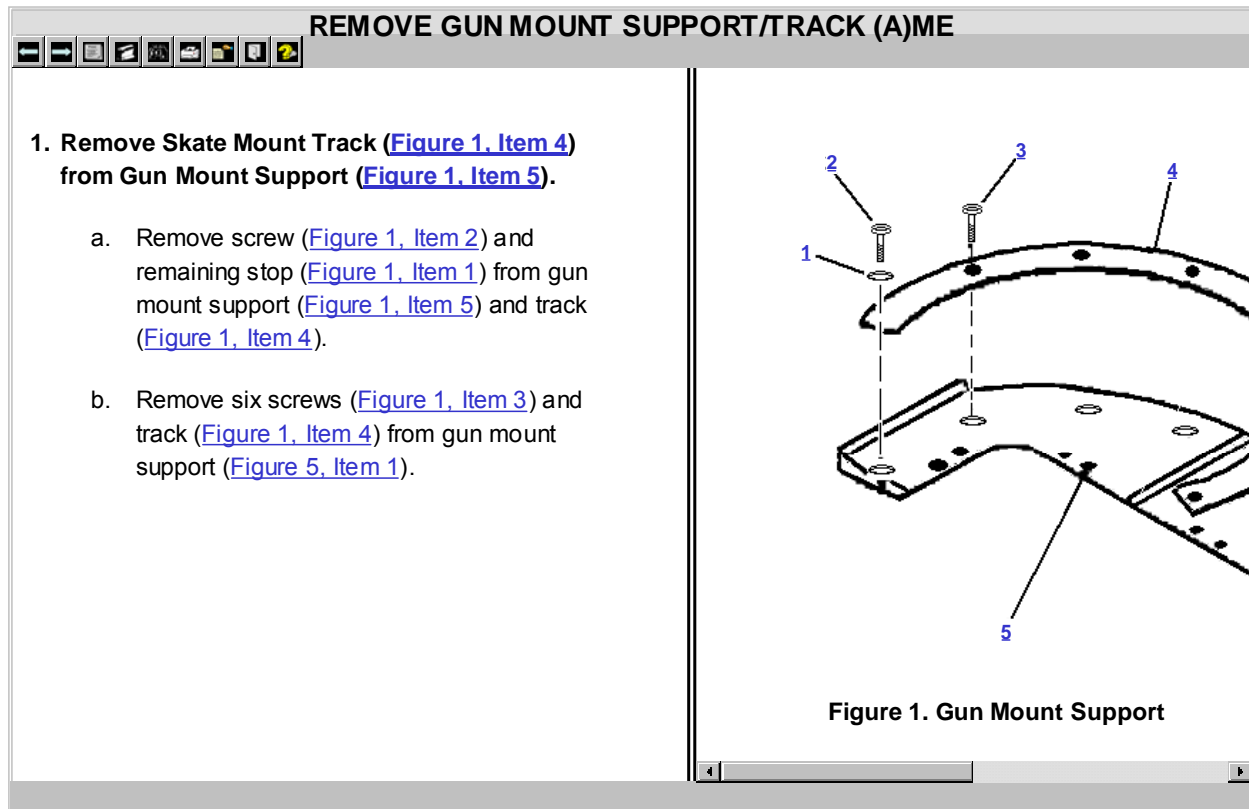 REMOVE GUN MOUNT SUPPORT/TRACK (A)ME
1. Remove Skate Mount Track (Figure 1, Item 4)
from Gun Mount Support (Figure 1, Item 5).
a. Remove screw (Figure 1, Item 2) and
remaining stop (Figure 1, Item 1) from gun
mount support (Figure 1, Item 5) and track
(Figure 1, Item 4).
b. Remove six screws (Figure 1, Item 3) and
track (Figure 1, Item 4) from gun mount
support (Figure 5, Item 1).
2
3
4
1
5
Figure 1. Gun Mount Support